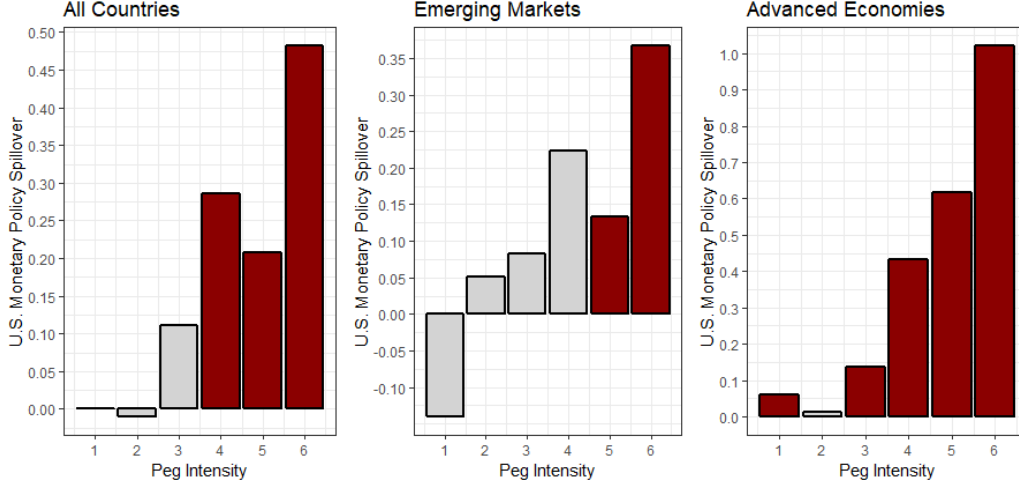 All Countries
U.S. Monetary Policy Spillover
0.50
0.45
0.40
0.35
0.30
0.25
0.20
0.15
0.10
0.05
0.00
1 2 3 4 5 6
Peg Intensity
Emerging Markets
U.S. Monetary Policy Spillover
0.35
0.30
0.25
0.20
0.15
0.10
0.05
0.00
-0.05
-0.10
1 2 3 4 5 6
Peg Intensity
Advanced Economies
U.S. Monetary Policy Spillover
1.0
0.9
0.8
0.7
0.6
0.5
0.4
0.3
0.2
0.1
0.0
1 2 3 4 5 6
Peg Intensity